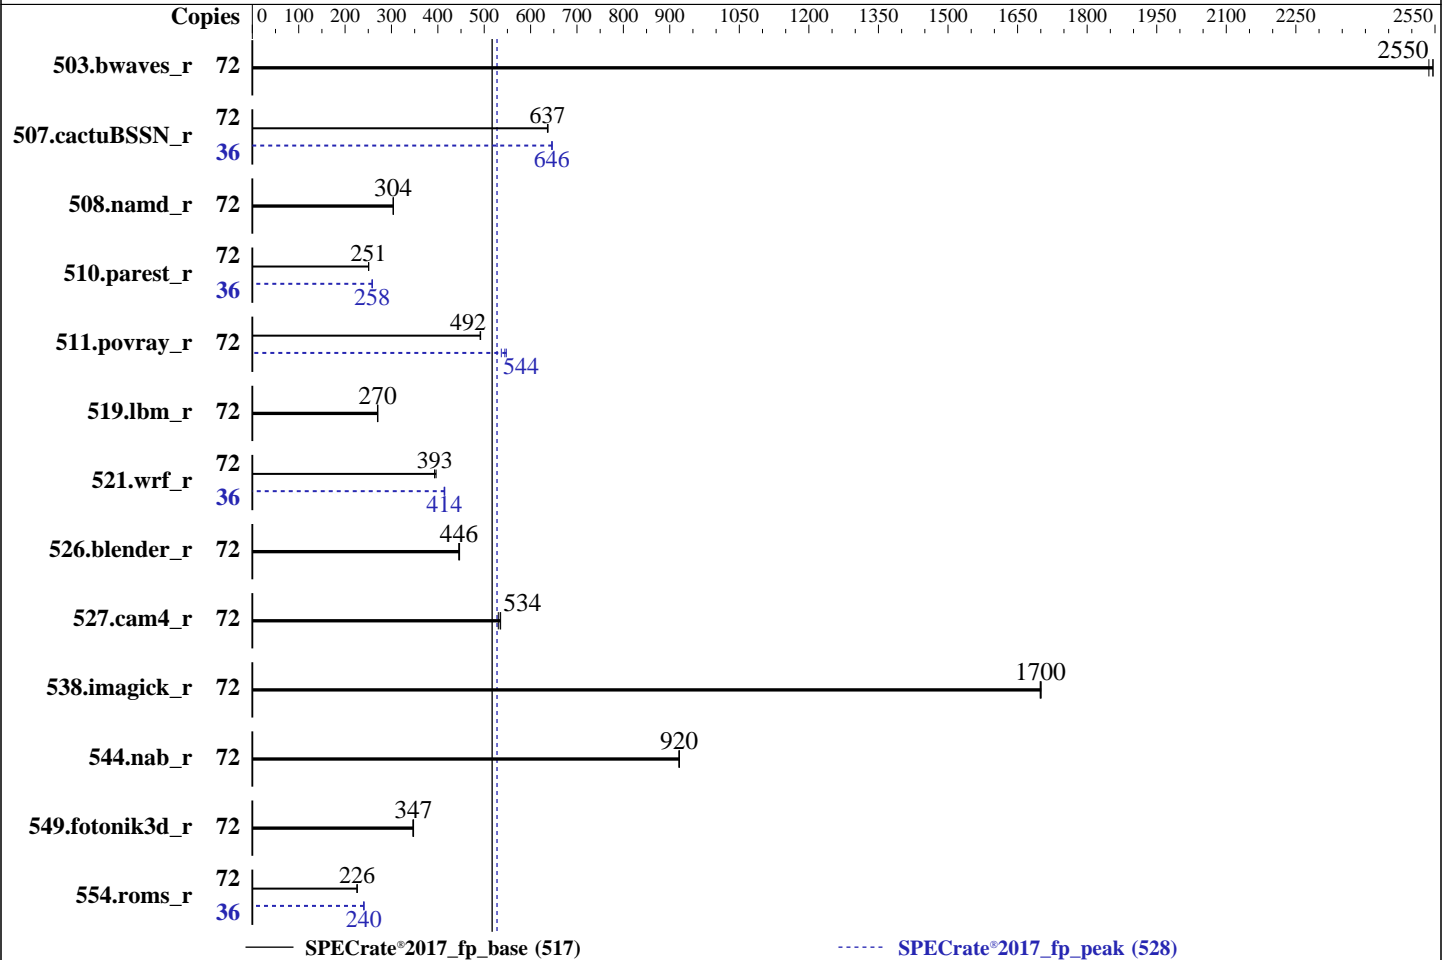 Copies 0 100 200 300 400 500 600 700 800 900 1050 1200 1350 1500 1650 1800 1950 2100 2250 2550
503.bwaves_r 72 2550
507.cactuBSSN_r 72 637
36 646
508.namd_r 72 304
510.parest_r 72 251
36 258
511.povray_r 72 492
544
519.lbm_r 72 270
521.wrf_r 72 393
36 414
526.blender_r 72 446
527.cam4_r 72 534
538.imagick_r 72 1700
544.nab_r 72 920
549.fotonik3d_r 72 347
554.roms_r 72 226
36 240
SPECrate®2017_fp_base (517) SPECrate®2017_fp_peak (528)